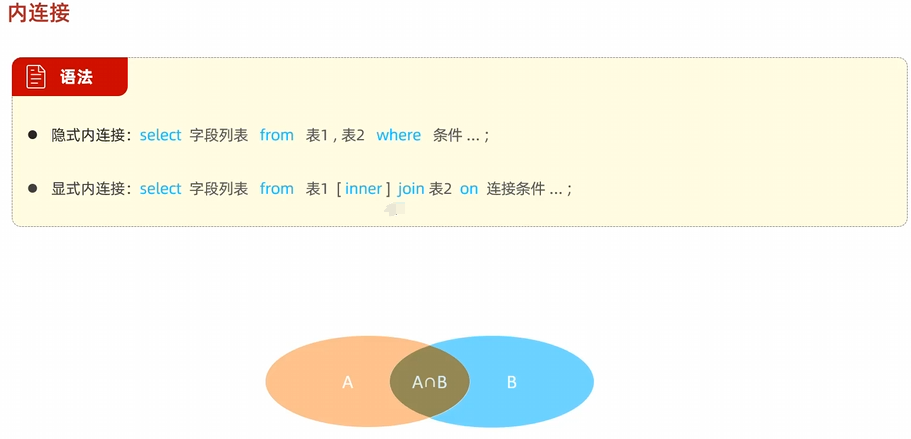 内连接
语法
● 隐式内连接：select 字段列表 from 表1 , 表2 where 条件 ... ;
● 显式内连接：select 字段列表 from 表1 [ inner ] join 表2 on 连接条件 ... ;
A A∩B B